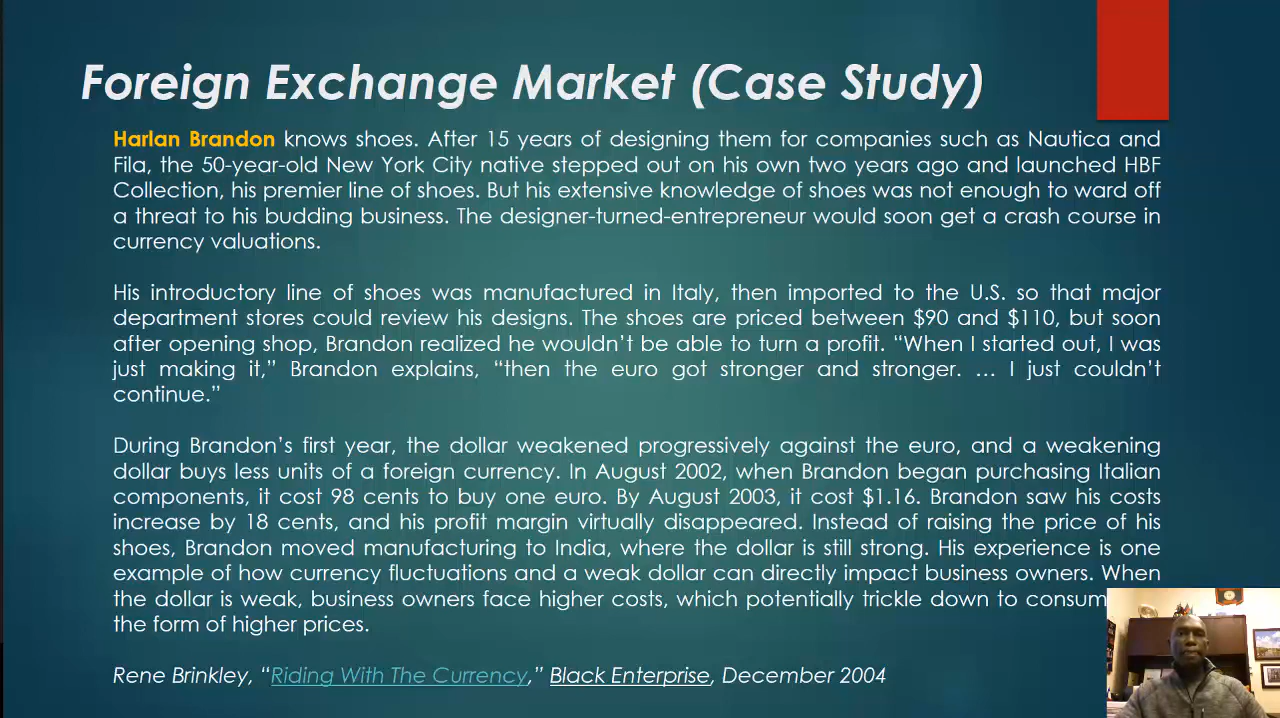 Foreign Exchange Market (Case Study)
Harlan Brandon knows shoes. After 15 years of designing them for companies such as Nautica and
Fila, the 50-year-old New York City native stepped out on his own two years ago and launched HBF
Collection, his premier line of shoes. But his extensive knowledge of shoes was not enough to ward off
a threat to his budding business. The designer-turned-entrepreneur would soon get a crash course in
currency valuations.
His introductory line of shoes was manufactured in Italy, then imported to the U.S. so that major
department stores could review his designs. The shoes are priced between $90 and $110, but soon
after opening shop, Brandon realized he wouldn’t be able to turn a profit. “When I started out, I was
just making it,” Brandon explains, “then the euro got stronger and stronger. … I just couldn’t
continue.”
During Brandon’s first year, the dollar weakened progressively against the euro, and a weakening
dollar buys less units of a foreign currency. In August 2002, when Brandon began purchasing Italian
components, it cost 98 cents to buy one euro. By August 2003, it cost $1.16. Brandon saw his costs
increase by 18 cents, and his profit margin virtually disappeared. Instead of raising the price of his
shoes, Brandon moved manufacturing to India, where the dollar is still strong. His experience is one
example of how currency fluctuations and a weak dollar can directly impact business owners. When
the dollar is weak, business owners face higher costs, which potentially trickle down to
the form of higher prices.
Rene Brinkley, “Riding With The Currency,” Black Enterprise, December 2004